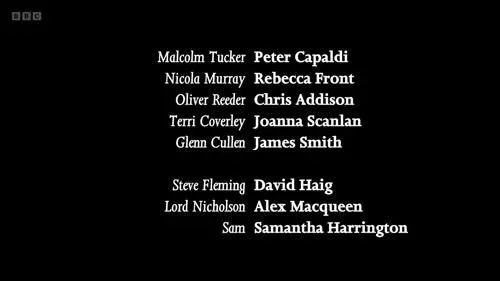 BBC
Malcolm Tucker Peter Capaldi
Nicola Murray Rebecca Front
Oliver Reeder Chris Addison
Terri Coverley Joanna Scanlan
Glenn Cullen James Smith
Steve Fleming David Haig
Lord Nicholson Alex Macqueen
Sam Samantha Harrington